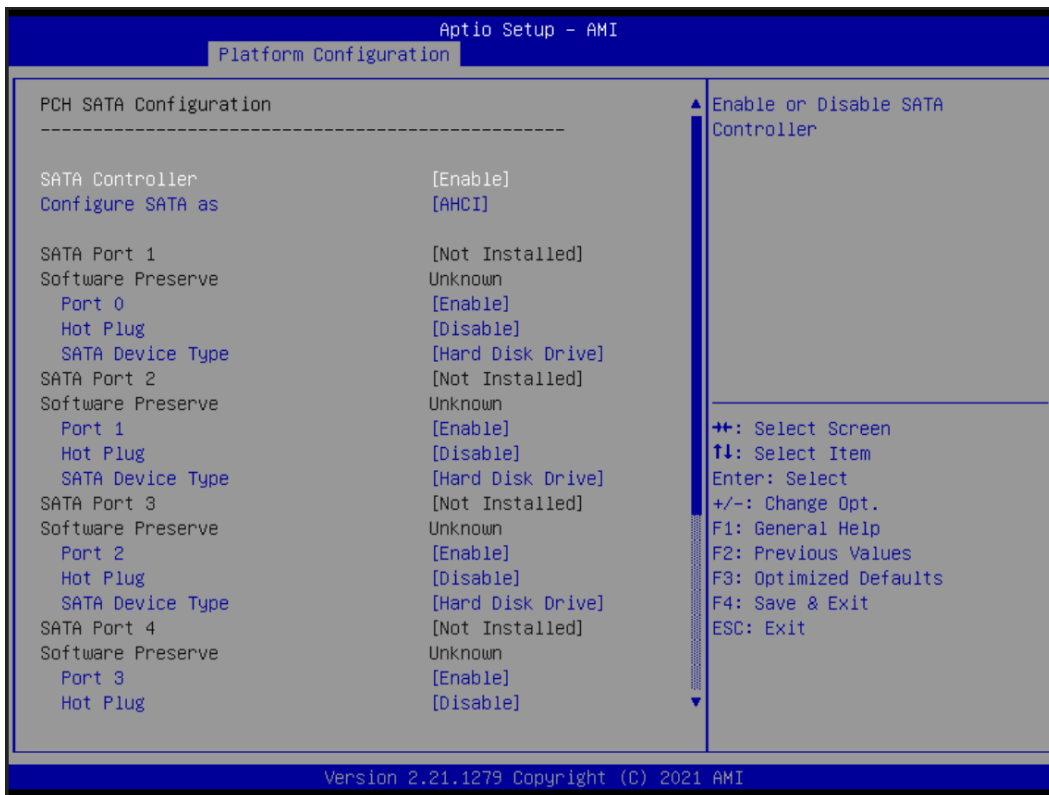 Aptio Setup – AMI
Platform Configuration
PCH SATA Configuration
--------------------------------------------------
SATA Controller [Enable]
Configure SATA as [AHCI]
SATA Port 1 [Not Installed]
Software Preserve Unknown
Port 0 [Enable]
Hot Plug [Disable]
SATA Device Type [Hard Disk Drive]
SATA Port 2 [Not Installed]
Software Preserve Unknown
Port 1 [Enable]
Hot Plug [Disable]
SATA Device Type [Hard Disk Drive]
SATA Port 3 [Not Installed]
Software Preserve Unknown
Port 2 [Enable]
Hot Plug [Disable]
SATA Device Type [Hard Disk Drive]
SATA Port 4 [Not Installed]
Software Preserve Unknown
Port 3 [Enable]
Hot Plug [Disable]
Enable or Disable SATA
Controller
→←: Select Screen
↑↓: Select Item
Enter: Select
+/-: Change Opt.
F1: General Help
F2: Previous Values
F3: Optimized Defaults
F4: Save & Exit
ESC: Exit
Version 2.21.1279 Copyright (C) 2021 AMI